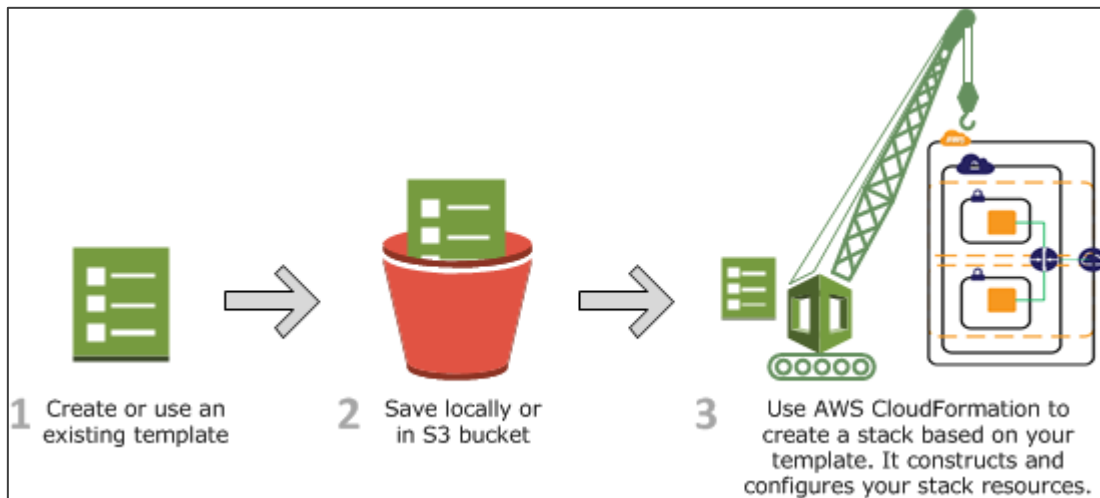 aws
1 Create or use an
existing template
2 Save locally or
in S3 bucket
3 Use AWS CloudFormation to
create a stack based on your
template. It constructs and
configures your stack resources.